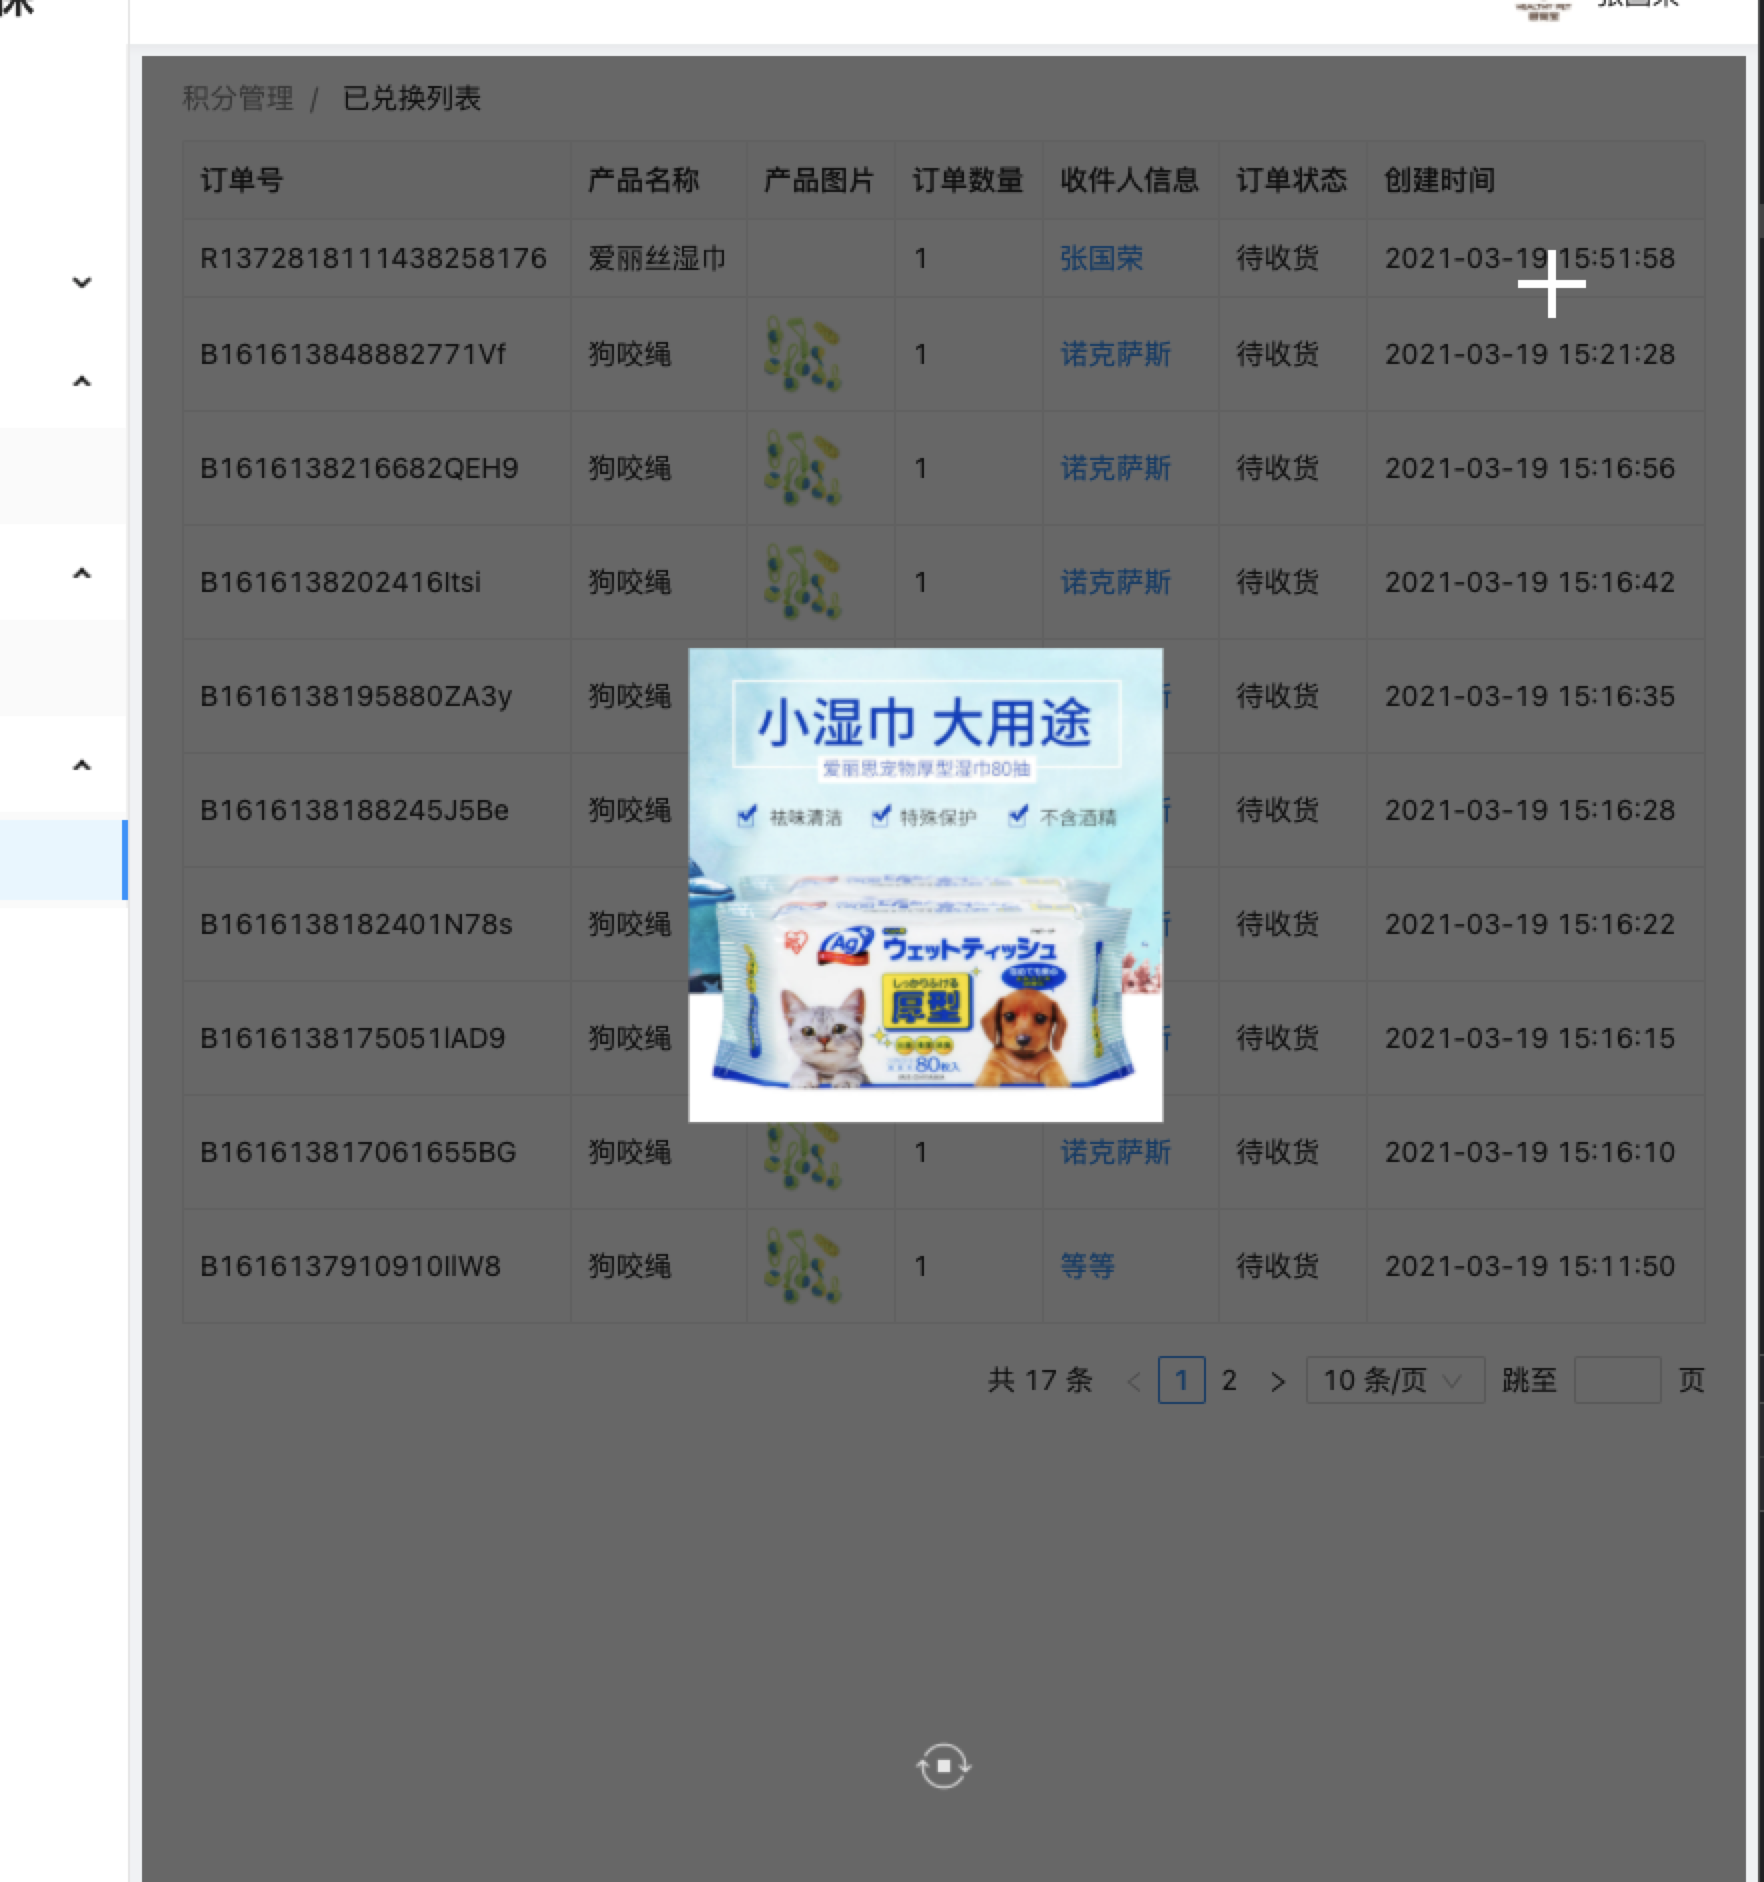 积分管理 / 已兑换列表
订单号 产品名称 产品图片 订单数量 收件人信息 订单状态 创建时间
R1372818111438258176 爱丽丝湿巾 1 张国荣 待收货 2021-03-19 15:51:58
B161613848882771Vf 狗咬绳 1 诺克萨斯 待收货 2021-03-19 15:21:28
B1616138216682QEH9 狗咬绳 1 诺克萨斯 待收货 2021-03-19 15:16:56
B1616138202416ltsi 狗咬绳 1 诺克萨斯 待收货 2021-03-19 15:16:42
B1616138195880ZA3y 狗咬绳 待收货 2021-03-19 15:16:35
B1616138188245J5Be 狗咬绳 待收货 2021-03-19 15:16:28
B1616138182401N78s 狗咬绳 待收货 2021-03-19 15:16:22
B1616138175051lAD9 狗咬绳 待收货 2021-03-19 15:16:15
B161613817061655BG 狗咬绳 1 诺克萨斯 待收货 2021-03-19 15:16:10
B1616137910910llW8 狗咬绳 1 等等 待收货 2021-03-19 15:11:50
小湿巾 大用途
爱丽思宠物厚型湿巾80抽
祛味清洁 特殊保护 不含酒精
Ag+ ウェットティッシュ
しっかりふける
厚型
80枚入
共 17 条 < 1 2 > 10 条/页 跳至 页